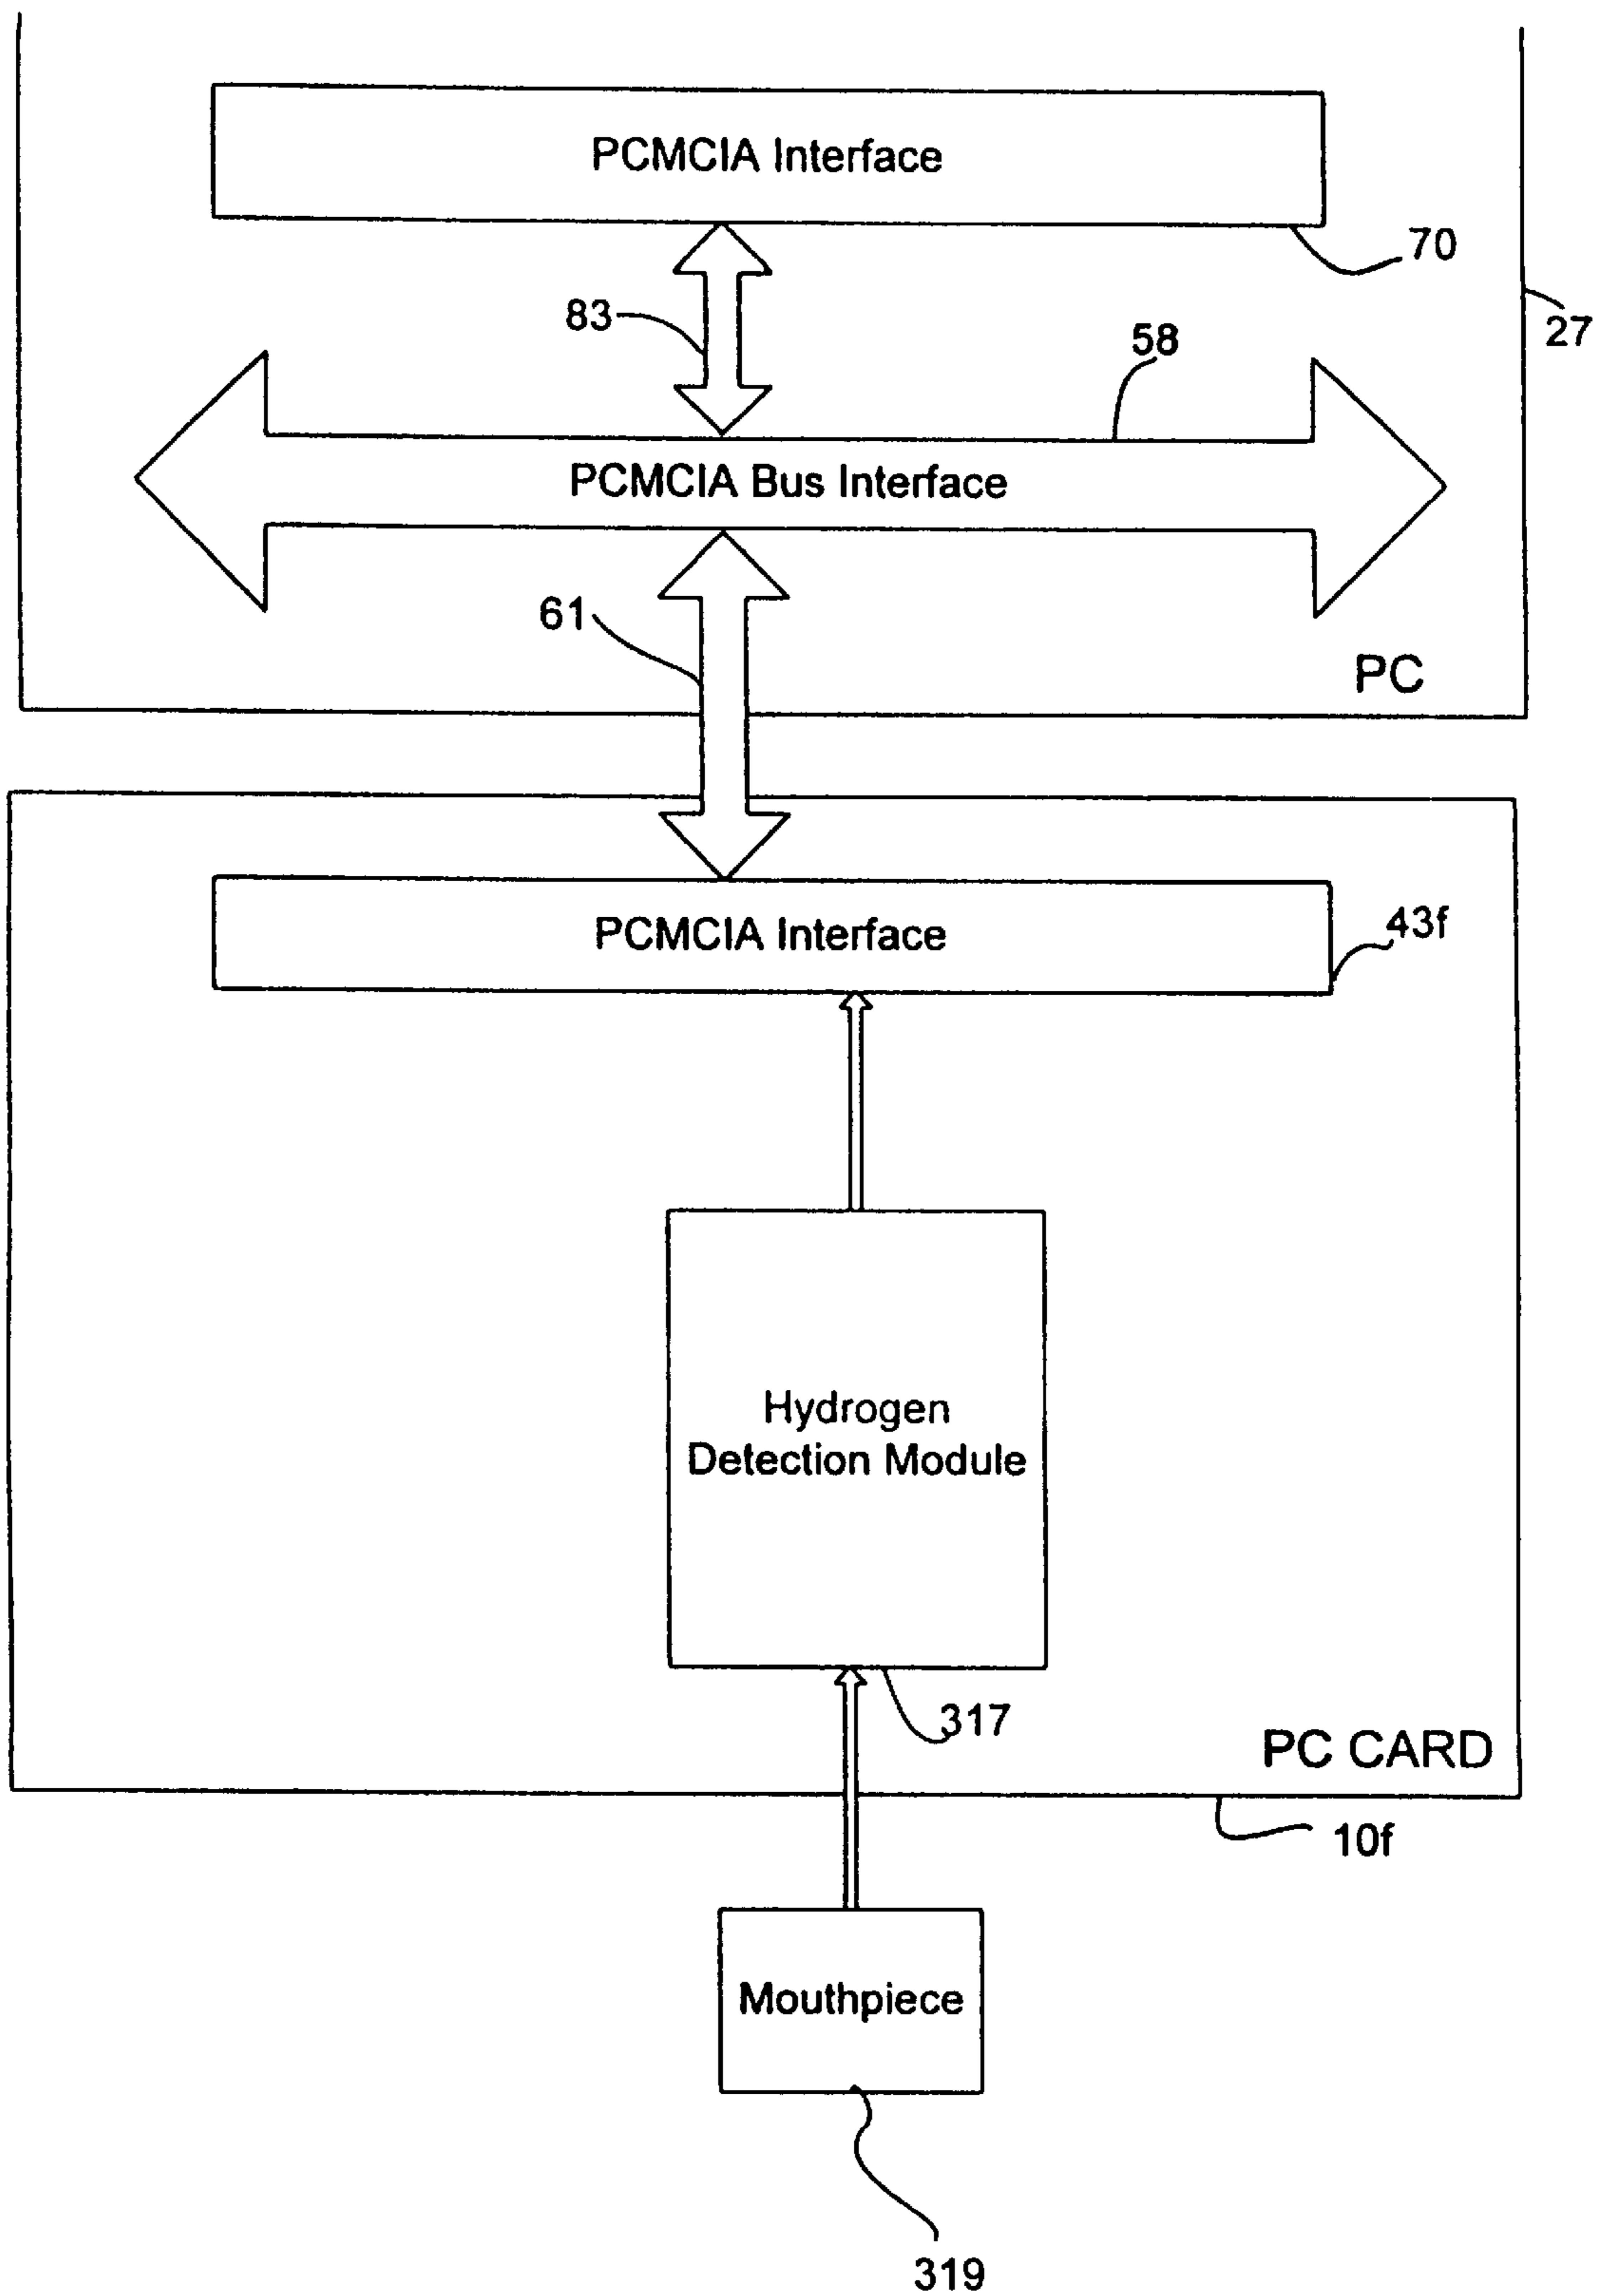 PCMCIA Interface
70
83
27
58
PCMCIA Bus Interface
61
PC
PCMCIA Interface
43f
Hydrogen
Detection Module
317
PC CARD
10f
Mouthpiece
319